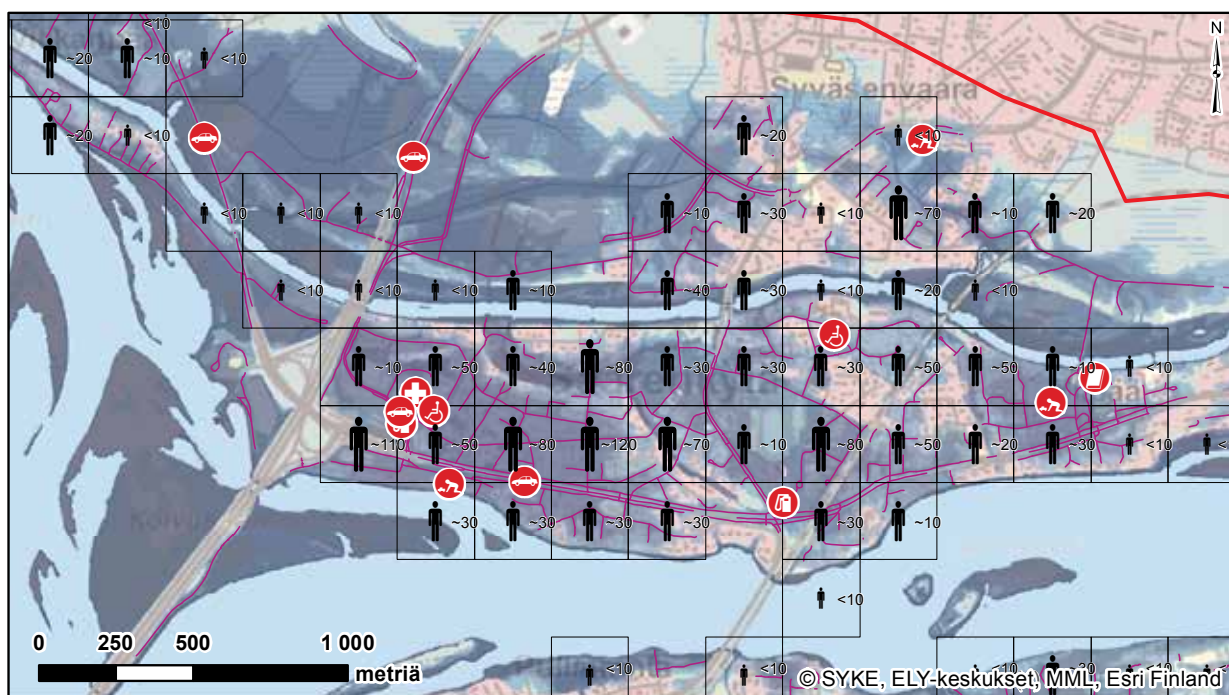 <10
~20 ~10 <10
N
~20 <10
Syväsenvaara
~20 <10
<10 <10 <10 ~10 ~30 <10 ~70 ~10 ~20
<10 <10 <10 ~10 ~40 ~30 <10 ~20 <10
~10 ~50 ~40 ~80 ~30 ~30 ~30 ~50 ~50 ~10 <10
~110 ~50 ~80 ~120 ~70 ~10 ~80 ~50 ~20 ~30 <10 <
~30 ~30 ~30 ~30 ~30 ~10
<10
0 250 500 1 000
metriä
<10 <10
© SYKE, ELY-keskukset, MML, Esri Finland